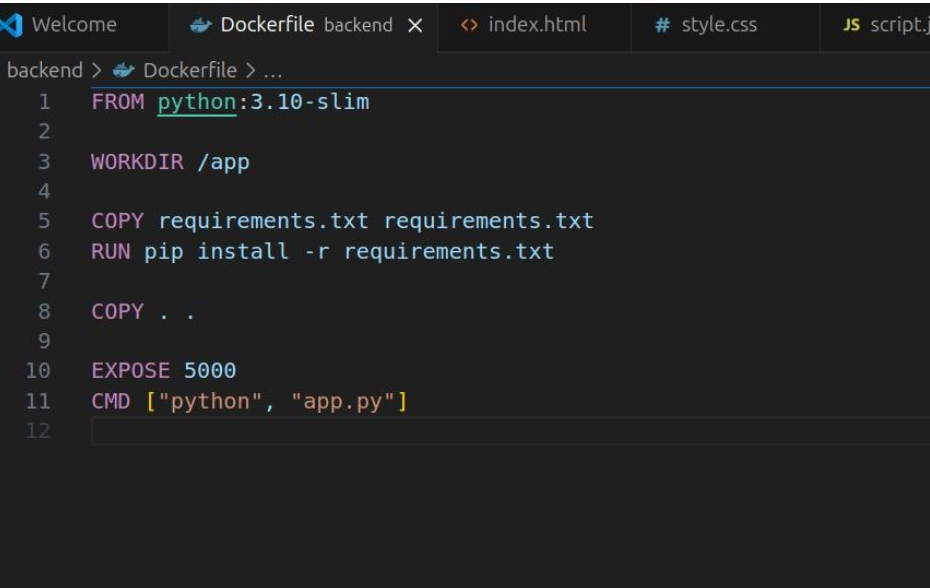 Welcome Dockerfile backend index.html style.css JS script.j
backend > Dockerfile > ...
1 FROM python:3.10-slim
2
3 WORKDIR /app
4
5 COPY requirements.txt requirements.txt
6 RUN pip install -r requirements.txt
7
8 COPY . .
9
10 EXPOSE 5000
11 CMD ["python", "app.py"]
12